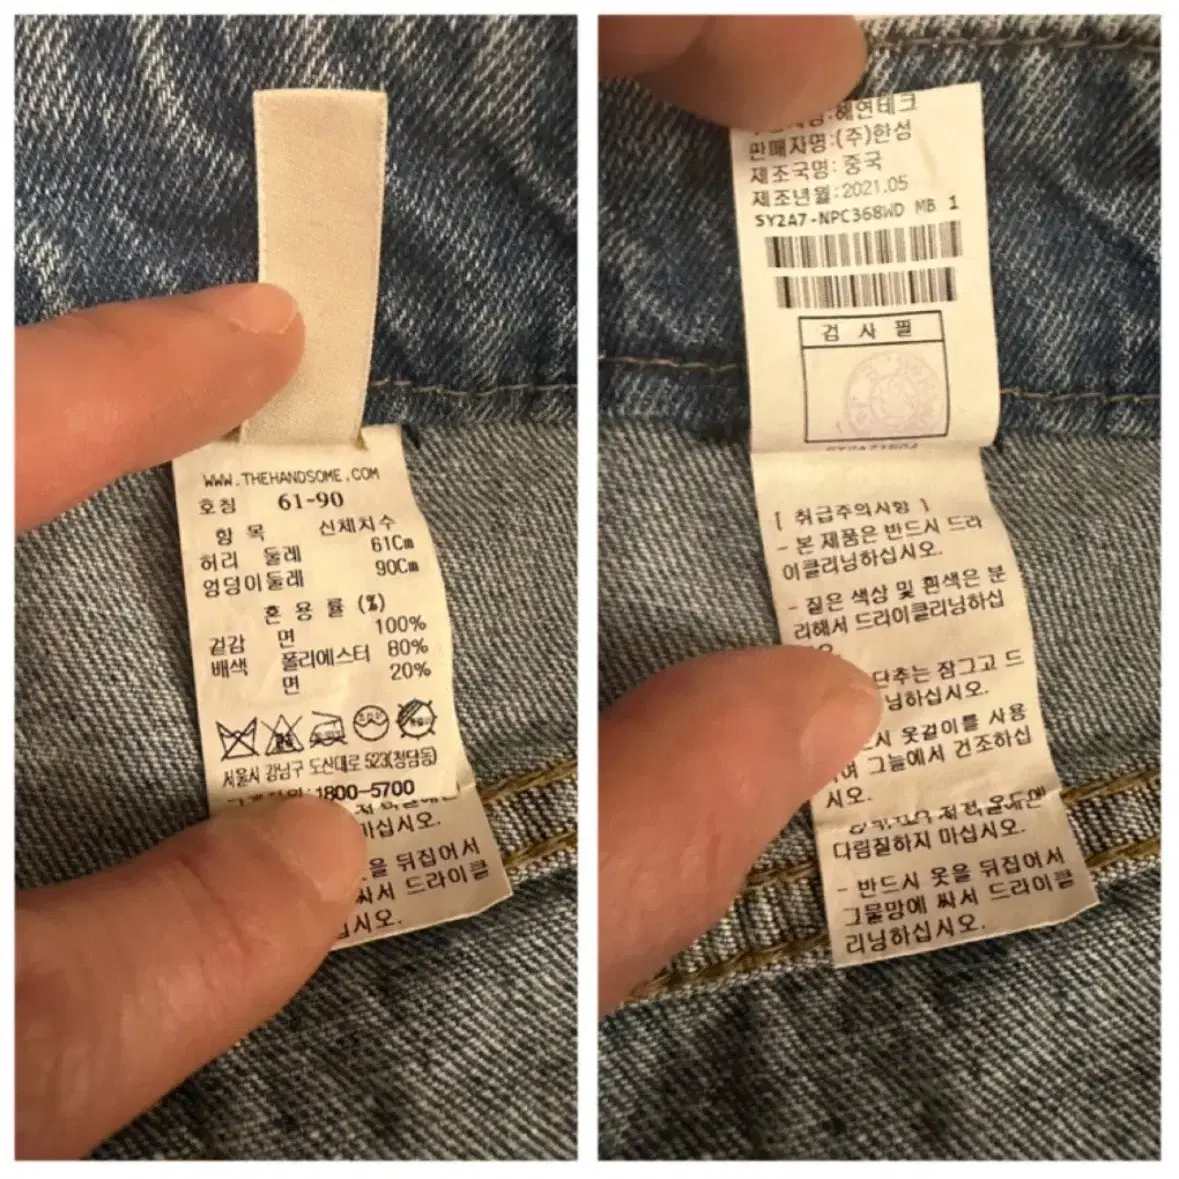 WWW.THEHANDSOME.COM
호칭 61-90
항 목 신체치수
허리 둘레 61Cm
엉덩이둘레 90Cm
혼 용 률 (%)
겉감 면 100%
배색 폴리에스터 80%
면 20%
서울시 강남구 도산대로 523(청담동)
1800-5700
마십시오.
을 뒤집어서
싸서 드라이클
십시오.
혜연테크
판매자명:(주)한섬
제조국명: 중국
제조년월:2021.05
SY2A7-NPC368WD MB 1
검 사 필
[ 취급주의사항 ]
- 본 제품은 반드시 드라
이클리닝하십시오.
- 짙은 색상 및 흰색은 분
리해서 드라이클리닝하십
단추는 잠그고 드
닝하십시오.
옷걸이를 사용
여 그늘에서 건조하십
시오.
다림질하지 마십시오.
- 반드시 옷을 뒤집어서
그물망에 싸서 드라이클
리닝하십시오.